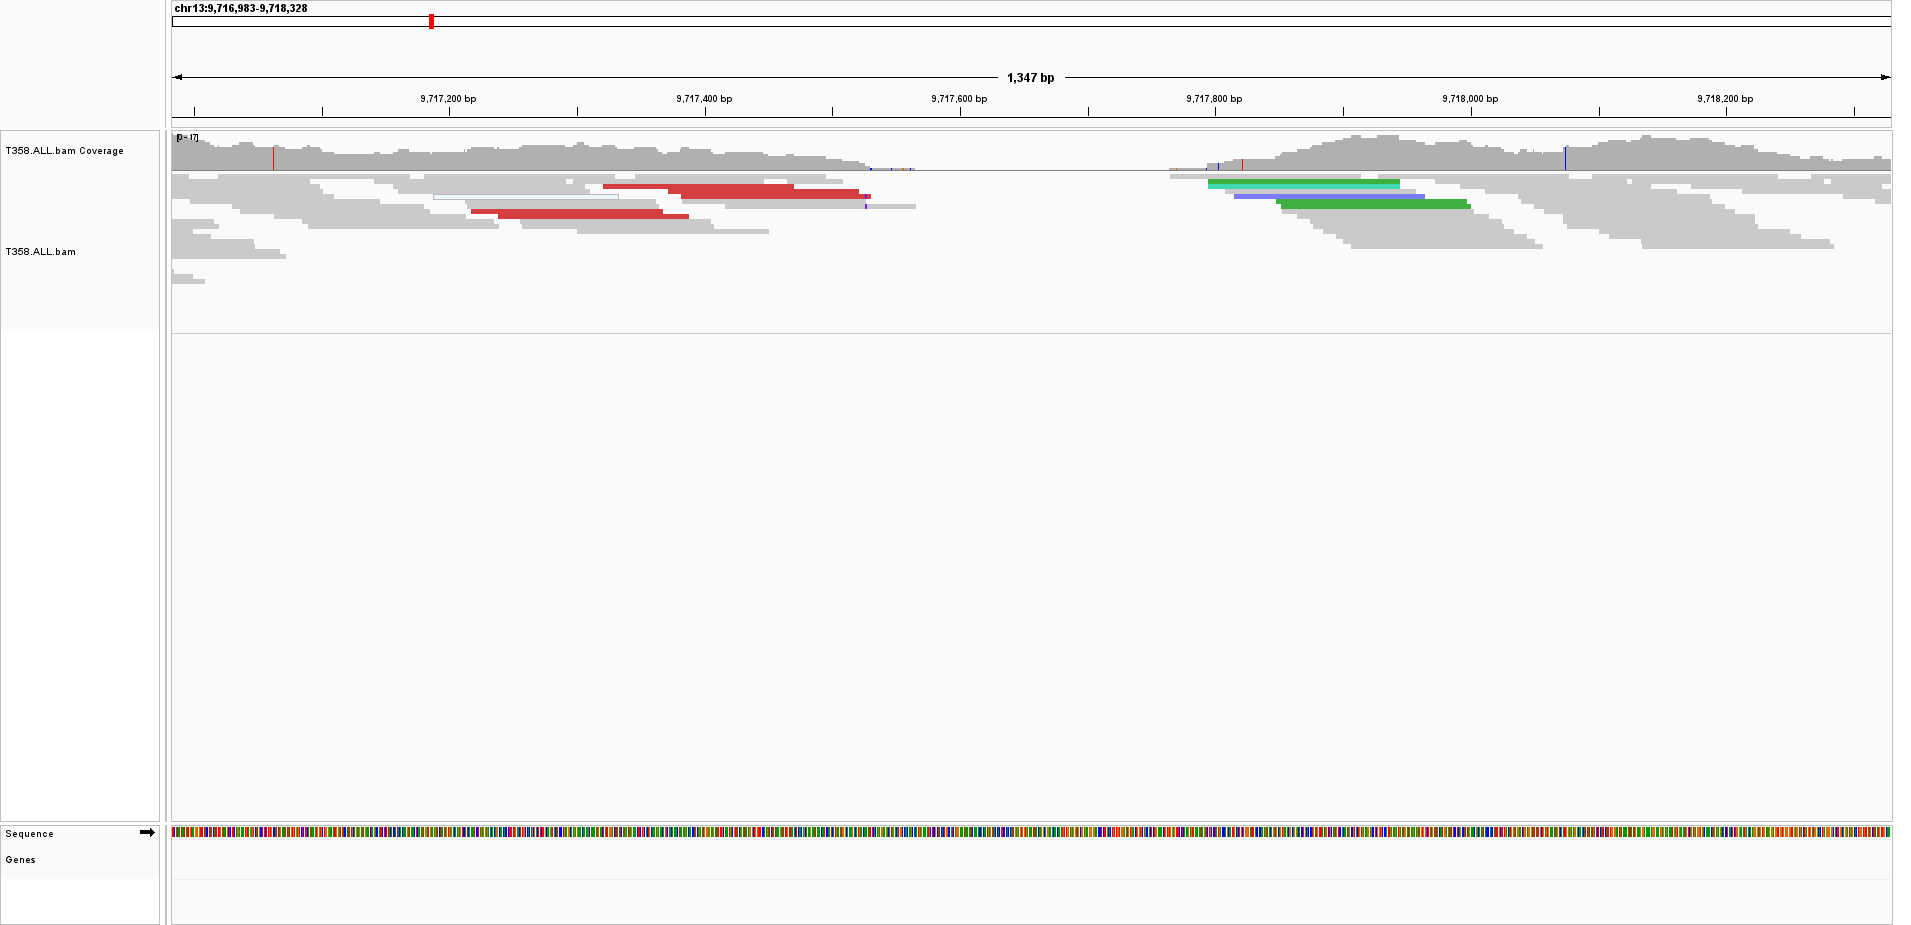 chr13:9,716,983-9,718,328
1,347 bp
9,717,200 bp 9,717,400 bp 9,717,600 bp 9,717,800 bp 9,718,000 bp 9,718,200 bp
[0 - 17]
T358.ALL.bam Coverage
T358.ALL.bam
Sequence
Genes